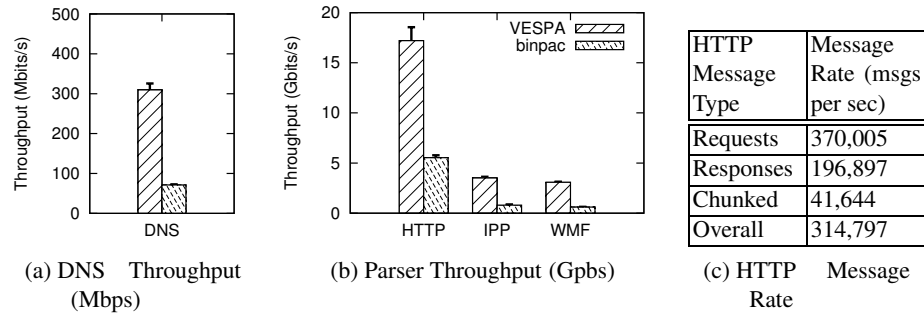 500
400
300
200
100
0
Throughput (Mbits/s)
DNS
(a) DNS Throughput
(Mbps)
20
15
10
5
0
Throughput (Gbits/s)
VESPA
binpac
HTTP IPP WMF
(b) Parser Throughput (Gpbs)
HTTP Message
Message Rate (msgs
Type per sec)
Requests 370,005
Responses 196,897
Chunked 41,644
Overall 314,797
(c) HTTP Message
Rate